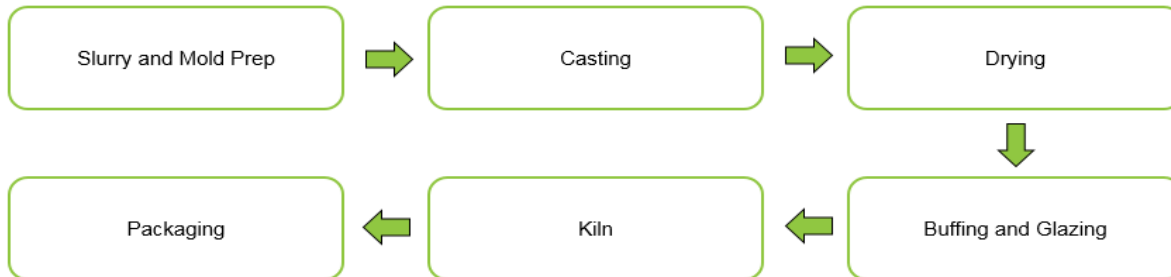 Slurry and Mold Prep
Casting
Drying
Buffing and Glazing
Kiln
Packaging